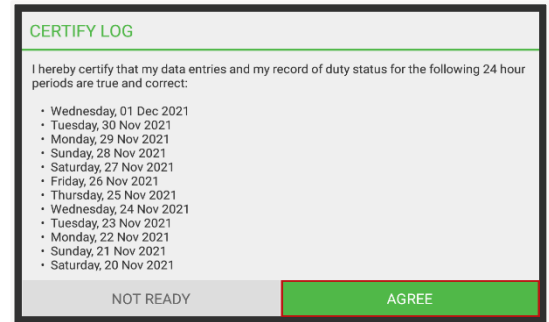 CERTIFY LOG
I hereby certify that my data entries and my record of duty status for the following 24 hour
periods are true and correct:
• Wednesday, 01 Dec 2021
• Tuesday, 30 Nov 2021
• Monday, 29 Nov 2021
• Sunday, 28 Nov 2021
• Saturday, 27 Nov 2021
• Friday, 26 Nov 2021
• Thursday, 25 Nov 2021
• Wednesday, 24 Nov 2021
• Tuesday, 23 Nov 2021
• Monday, 22 Nov 2021
• Sunday, 21 Nov 2021
• Saturday, 20 Nov 2021
NOT READY AGREE